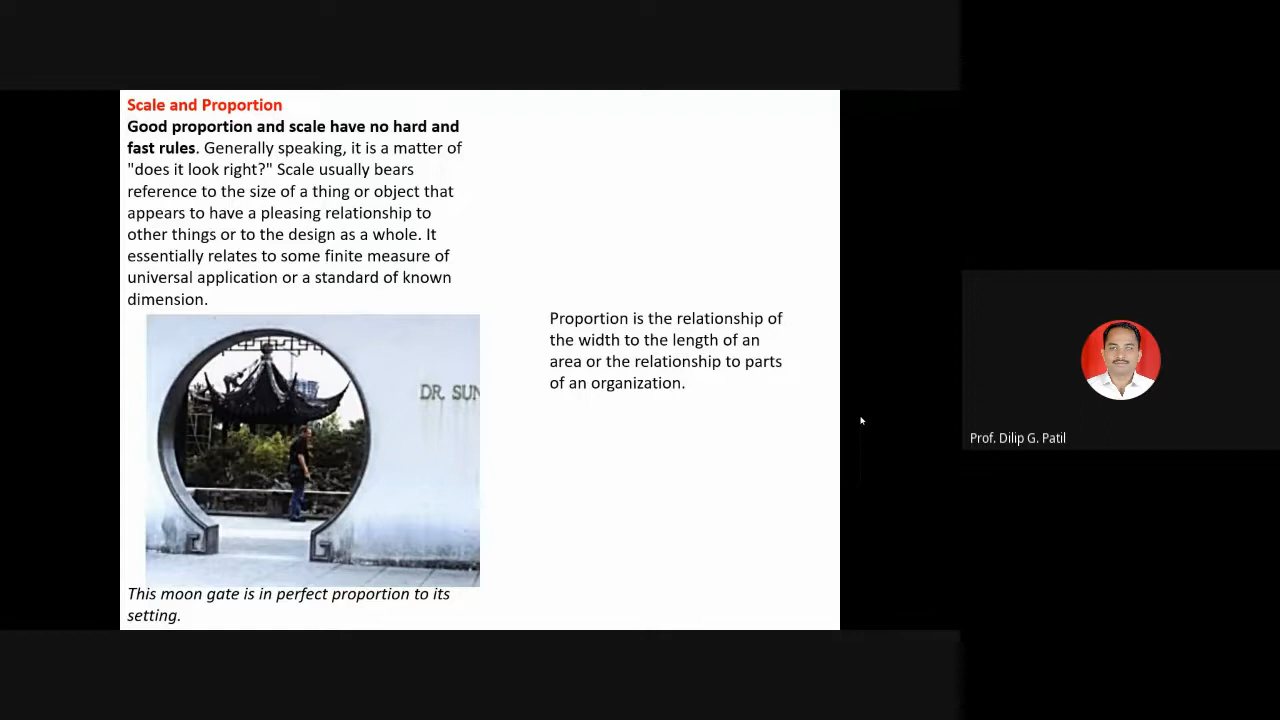 Scale and Proportion
Good proportion and scale have no hard and
fast rules. Generally speaking, it is a matter of
"does it look right?" Scale usually bears
reference to the size of a thing or object that
appears to have a pleasing relationship to
other things or to the design as a whole. It
essentially relates to some finite measure of
universal application or a standard of known
dimension.
DR. SUN
This moon gate is in perfect proportion to its
setting.
Proportion is the relationship of
the width to the length of an
area or the relationship to parts
of an organization.
Prof. Dilip G. Patil